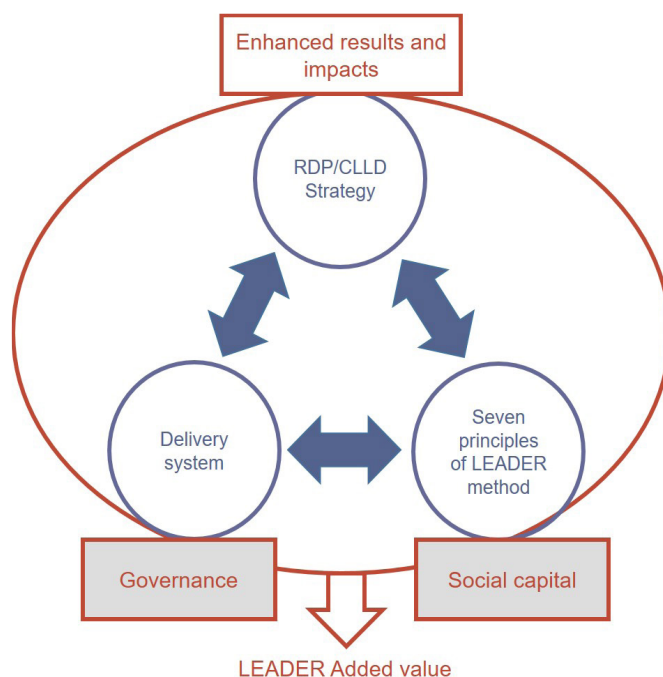 Enhanced results and
impacts
RDP/CLLD
Strategy
Delivery
system
Seven
principles
of LEADER
method
Governance
Social capital
LEADER Added value